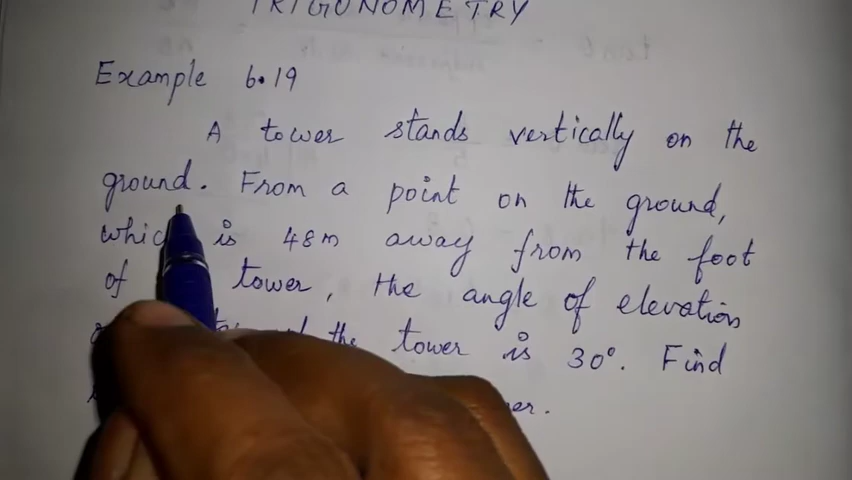 TRIGONOMETRY
Example 6.19
A tower stands vertically on the
ground. From a point on the ground,
is 48m away from the foot
of tower, the angle of elevation
the tower is 30°. Find